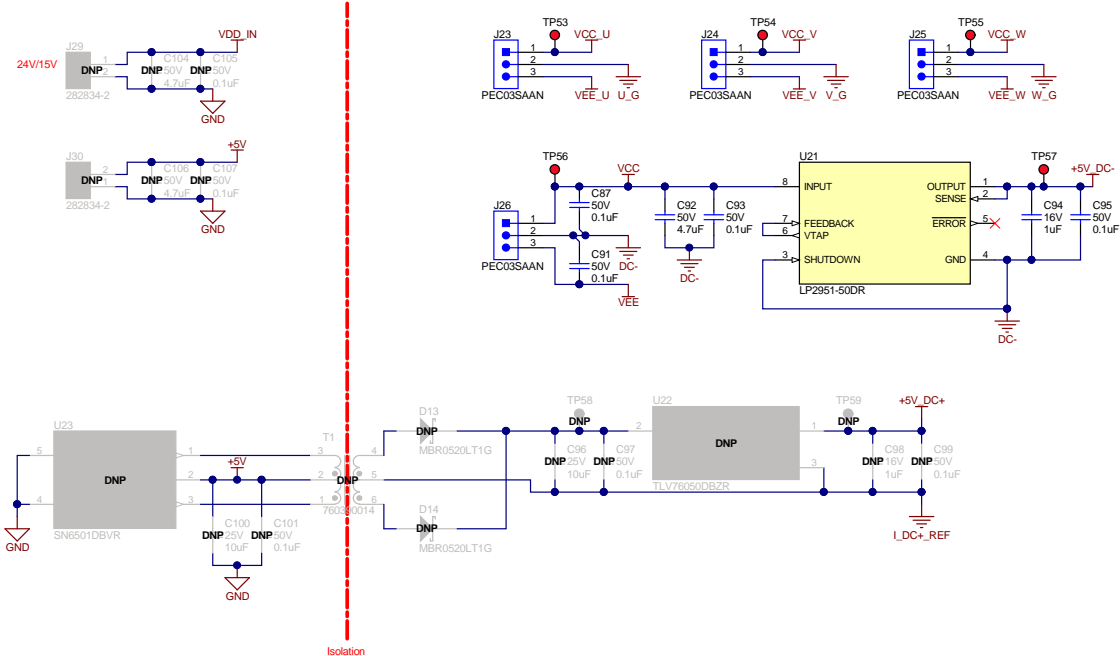 J29
24V/15V
1
2
DNP
282834-2
VDD_IN
C104
DNP
50V
4.7uF
C105
DNP
50V
0.1uF
GND
J30
2
1
DNP
282834-2
+5V
C106
DNP
50V
4.7uF
C107
DNP
50V
0.1uF
GND
J23
1
2
3
PEC03SAAN
TP53
VCC_U
VEE_U
U_G
J24
1
2
3
PEC03SAAN
TP54
VCC_V
VEE_V
V_G
J25
1
2
3
PEC03SAAN
TP55
VCC_W
VEE_W
W_G
TP56
VCC
J26
1
2
3
PEC03SAAN
C87
50V
0.1uF
C91
50V
0.1uF
DC-
VEE
C92
50V
4.7uF
C93
50V
0.1uF
DC-
U21
8
INPUT
7
FEEDBACK
6
VTAP
3
SHUTDOWN
OUTPUT
1
SENSE
2
ERROR
5
GND
4
LP2951-50DR
TP57
+5V_DC-
C94
16V
1uF
C95
50V
0.1uF
DC-
U23
5
4
1
2
3
DNP
SN6501DBVR
GND
+5V
C100
DNP
25V
10uF
C101
DNP
50V
0.1uF
GND
T1
3
2
1
4
5
6
DNP
760390014
D13
DNP
MBR0520LT1G
D14
DNP
MBR0520LT1G
TP58
DNP
C96
DNP
25V
10uF
C97
DNP
50V
0.1uF
U22
2
1
3
DNP
TLV76050DBZR
TP59
DNP
+5V_DC+
C98
DNP
16V
1uF
C99
DNP
50V
0.1uF
I_DC+_REF
Isolation